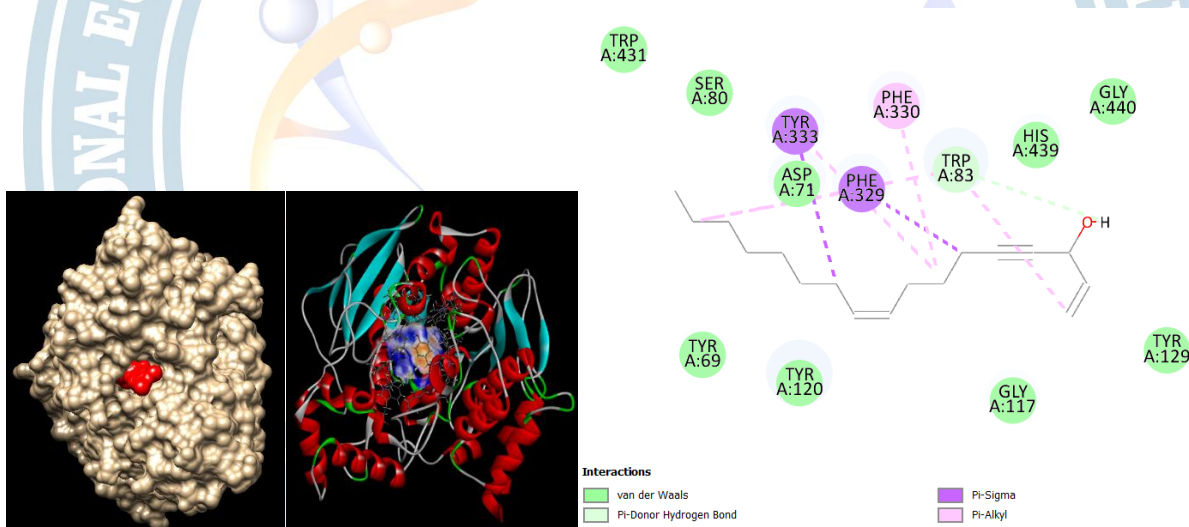 ONAL E
TRP
A:431
SER
A:80
TYR
A:333
PHE
A:330
GLY
A:440
HIS
A:439
TRP
A:83
ASP
A:71
PHE
A:329
O-H
TYR
A:69
TYR
A:120
GLY
A:117
TYR
A:129
Interactions
van der Waals
Pi-Donor Hydrogen Bond
Pi-Sigma
Pi-Alkyl